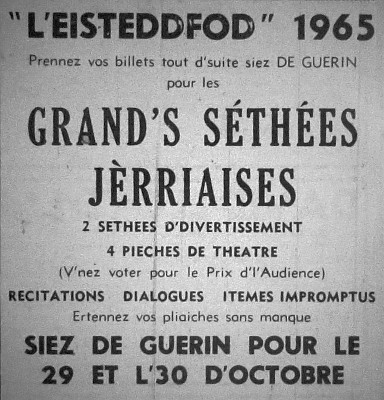 "L'EISTEDDFOD" 1965
Prennez vos billets tout d'suite siez DE GUERIN
pour les
GRAND'S SÉTHÉES
JÈRRIAISES
2 SETHEES D'DIVERTISSEMENT
4 PIECHES DE THEATRE
(V'nez voter pour le Prix d'l'Audience)
RECITATIONS DIALOGUES ITEMES IMPROMPTUS
Ertennez vos pliaiches sans manque
SIEZ DE GUERIN POUR LE
29 ET L'30 D'OCTOBRE